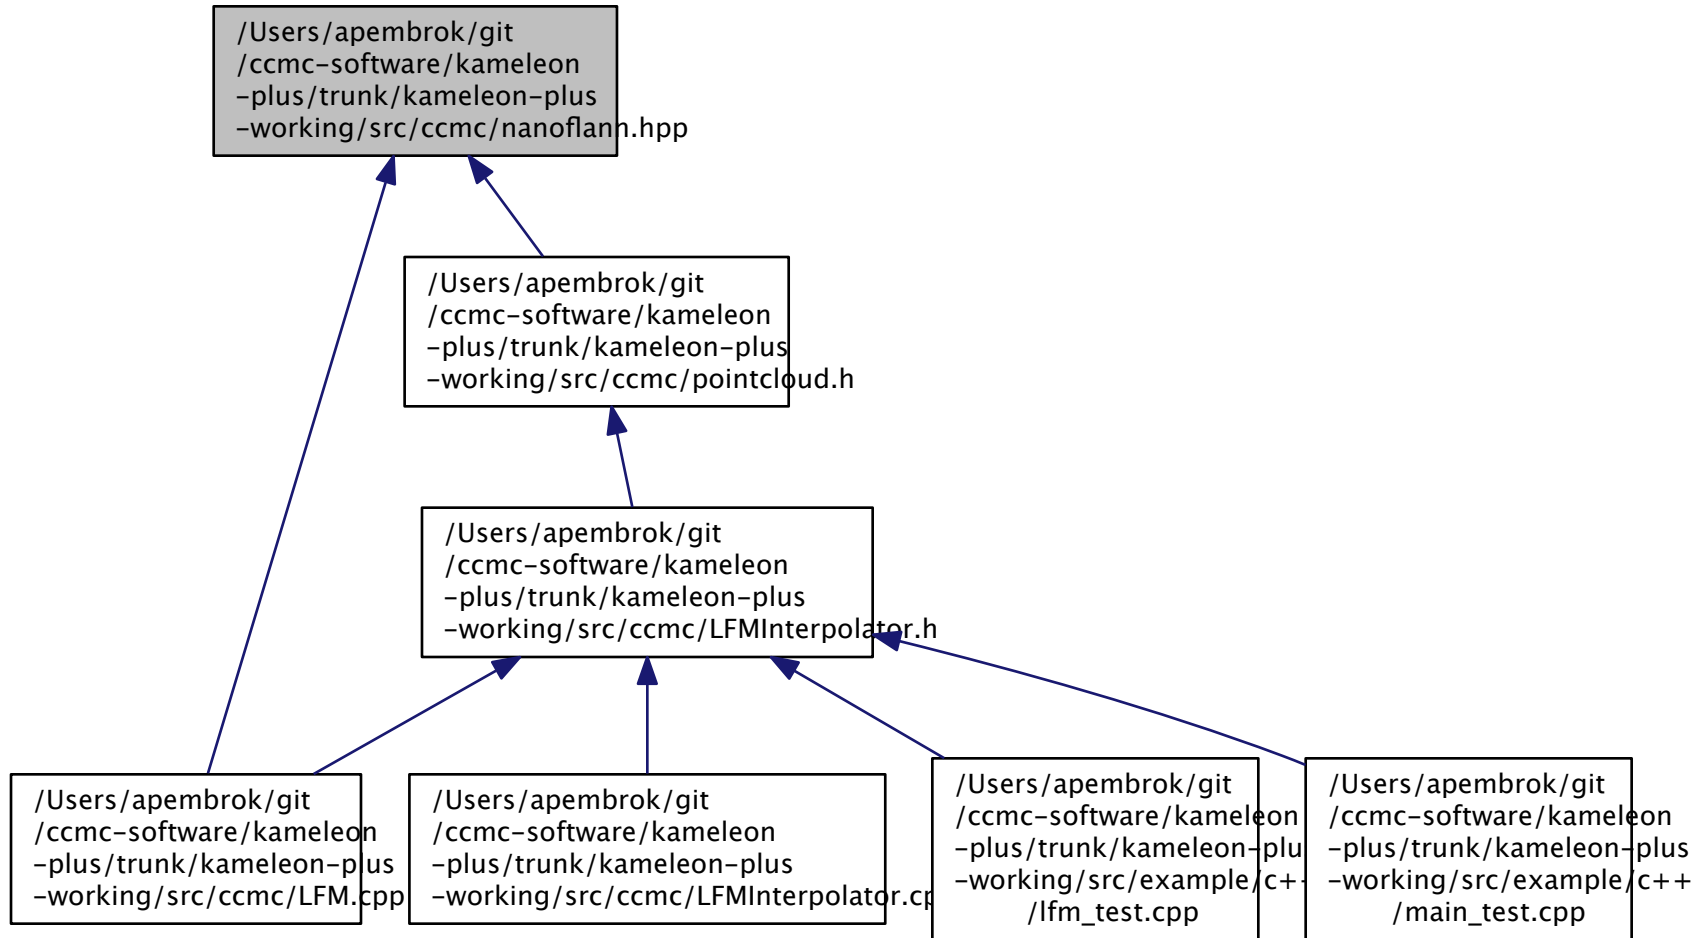 /Users/apembrok/git
/ccmc-software/kameleon
-plus/trunk/kameleon-plus
-working/src/ccmc/nanoflann.hpp
/Users/apembrok/git
/ccmc-software/kameleon
-plus/trunk/kameleon-plus
-working/src/ccmc/pointcloud.h
/Users/apembrok/git
/ccmc-software/kameleon
-plus/trunk/kameleon-plus
-working/src/ccmc/LFMInterpolator.h
/Users/apembrok/git
/ccmc-software/kameleon
-plus/trunk/kameleon-plus
-working/src/ccmc/LFM.cpp
/Users/apembrok/git
/ccmc-software/kameleon
-plus/trunk/kameleon-plus
-working/src/ccmc/LFMInterpolator.cp
/Users/apembrok/git
/ccmc-software/kameleon
-plus/trunk/kameleon-plu
-working/src/example/c++
/lfm_test.cpp
/Users/apembrok/git
/ccmc-software/kameleon
-plus/trunk/kameleon-plus
-working/src/example/c++
/main_test.cpp